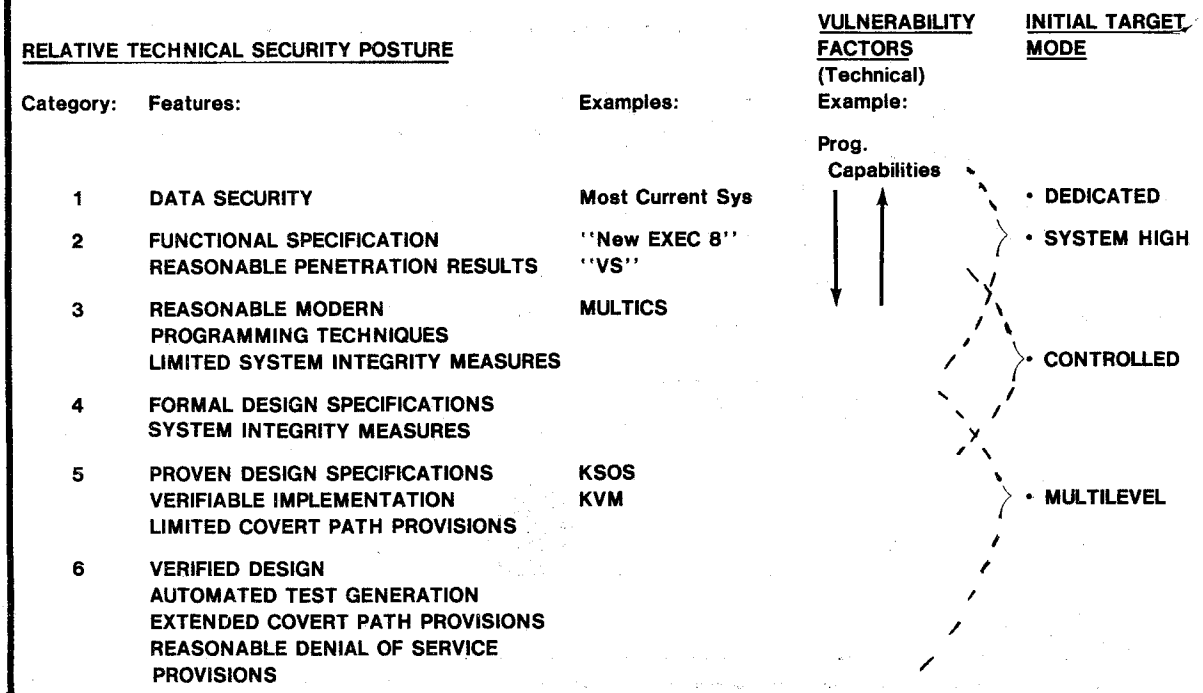 RELATIVE TECHNICAL SECURITY POSTURE
VULNERABILITY
FACTORS
(Technical)
Example:
INITIAL TARGET
MODE
Category: Features: Examples:
Prog.
Capabilities
1 DATA SECURITY Most Current Sys • DEDICATED
2 FUNCTIONAL SPECIFICATION "New EXEC 8" • SYSTEM HIGH
REASONABLE PENETRATION RESULTS "VS"
3 REASONABLE MODERN MULTICS
PROGRAMMING TECHNIQUES
LIMITED SYSTEM INTEGRITY MEASURES • CONTROLLED
4 FORMAL DESIGN SPECIFICATIONS
SYSTEM INTEGRITY MEASURES
5 PROVEN DESIGN SPECIFICATIONS KSOS
VERIFIABLE IMPLEMENTATION KVM • MULTILEVEL
LIMITED COVERT PATH PROVISIONS
6 VERIFIED DESIGN
AUTOMATED TEST GENERATION
EXTENDED COVERT PATH PROVISIONS
REASONABLE DENIAL OF SERVICE
PROVISIONS